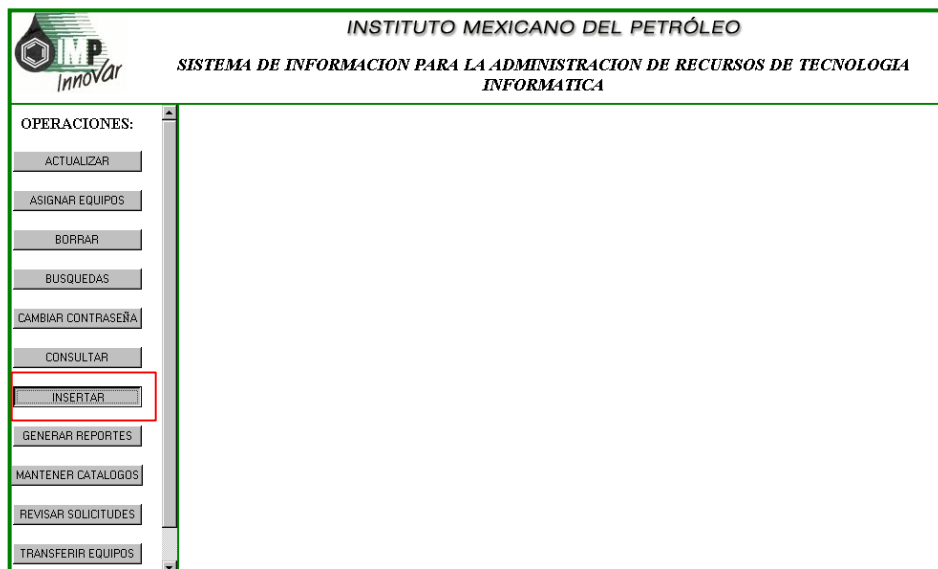 IMP
Innovar
INSTITUTO MEXICANO DEL PETRÓLEO
SISTEMA DE INFORMACION PARA LA ADMINISTRACION DE RECURSOS DE TECNOLOGIA
INFORMATICA
OPERACIONES:
ACTUALIZAR
ASIGNAR EQUIPOS
BORRAR
BUSQUEDAS
CAMBIAR CONTRASEÑA
CONSULTAR
INSERTAR
GENERAR REPORTES
MANTENER CATALOGOS
REVISAR SOLICITUDES
TRANSFERIR EQUIPOS